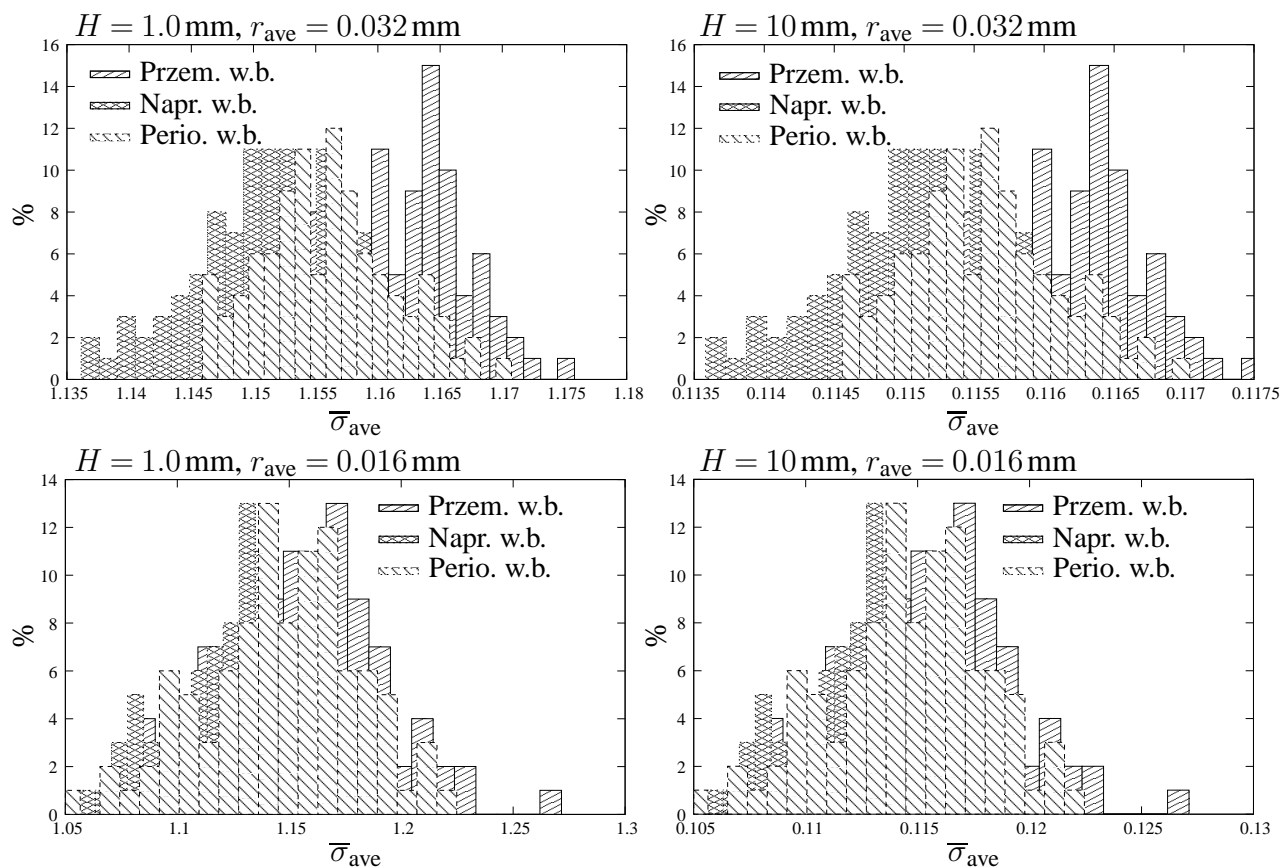 H = 1.0 mm, r_ave = 0.032 mm
16
14
12
10
8
6
4
2
0
%
Przem. w.b.
Napr. w.b.
Perio. w.b.
1.135 1.14 1.145 1.15 1.155 1.16 1.165 1.17 1.175 1.18
σ̅_ave
H = 10 mm, r_ave = 0.032 mm
16
14
12
10
8
6
4
2
0
%
Przem. w.b.
Napr. w.b.
Perio. w.b.
0.1135 0.114 0.1145 0.115 0.1155 0.116 0.1165 0.117 0.1175
σ̅_ave
H = 1.0 mm, r_ave = 0.016 mm
14
12
10
8
6
4
2
0
%
Przem. w.b.
Napr. w.b.
Perio. w.b.
1.05 1.1 1.15 1.2 1.25 1.3
σ̅_ave
H = 10 mm, r_ave = 0.016 mm
14
12
10
8
6
4
2
0
%
Przem. w.b.
Napr. w.b.
Perio. w.b.
0.105 0.11 0.115 0.12 0.125 0.13
σ̅_ave